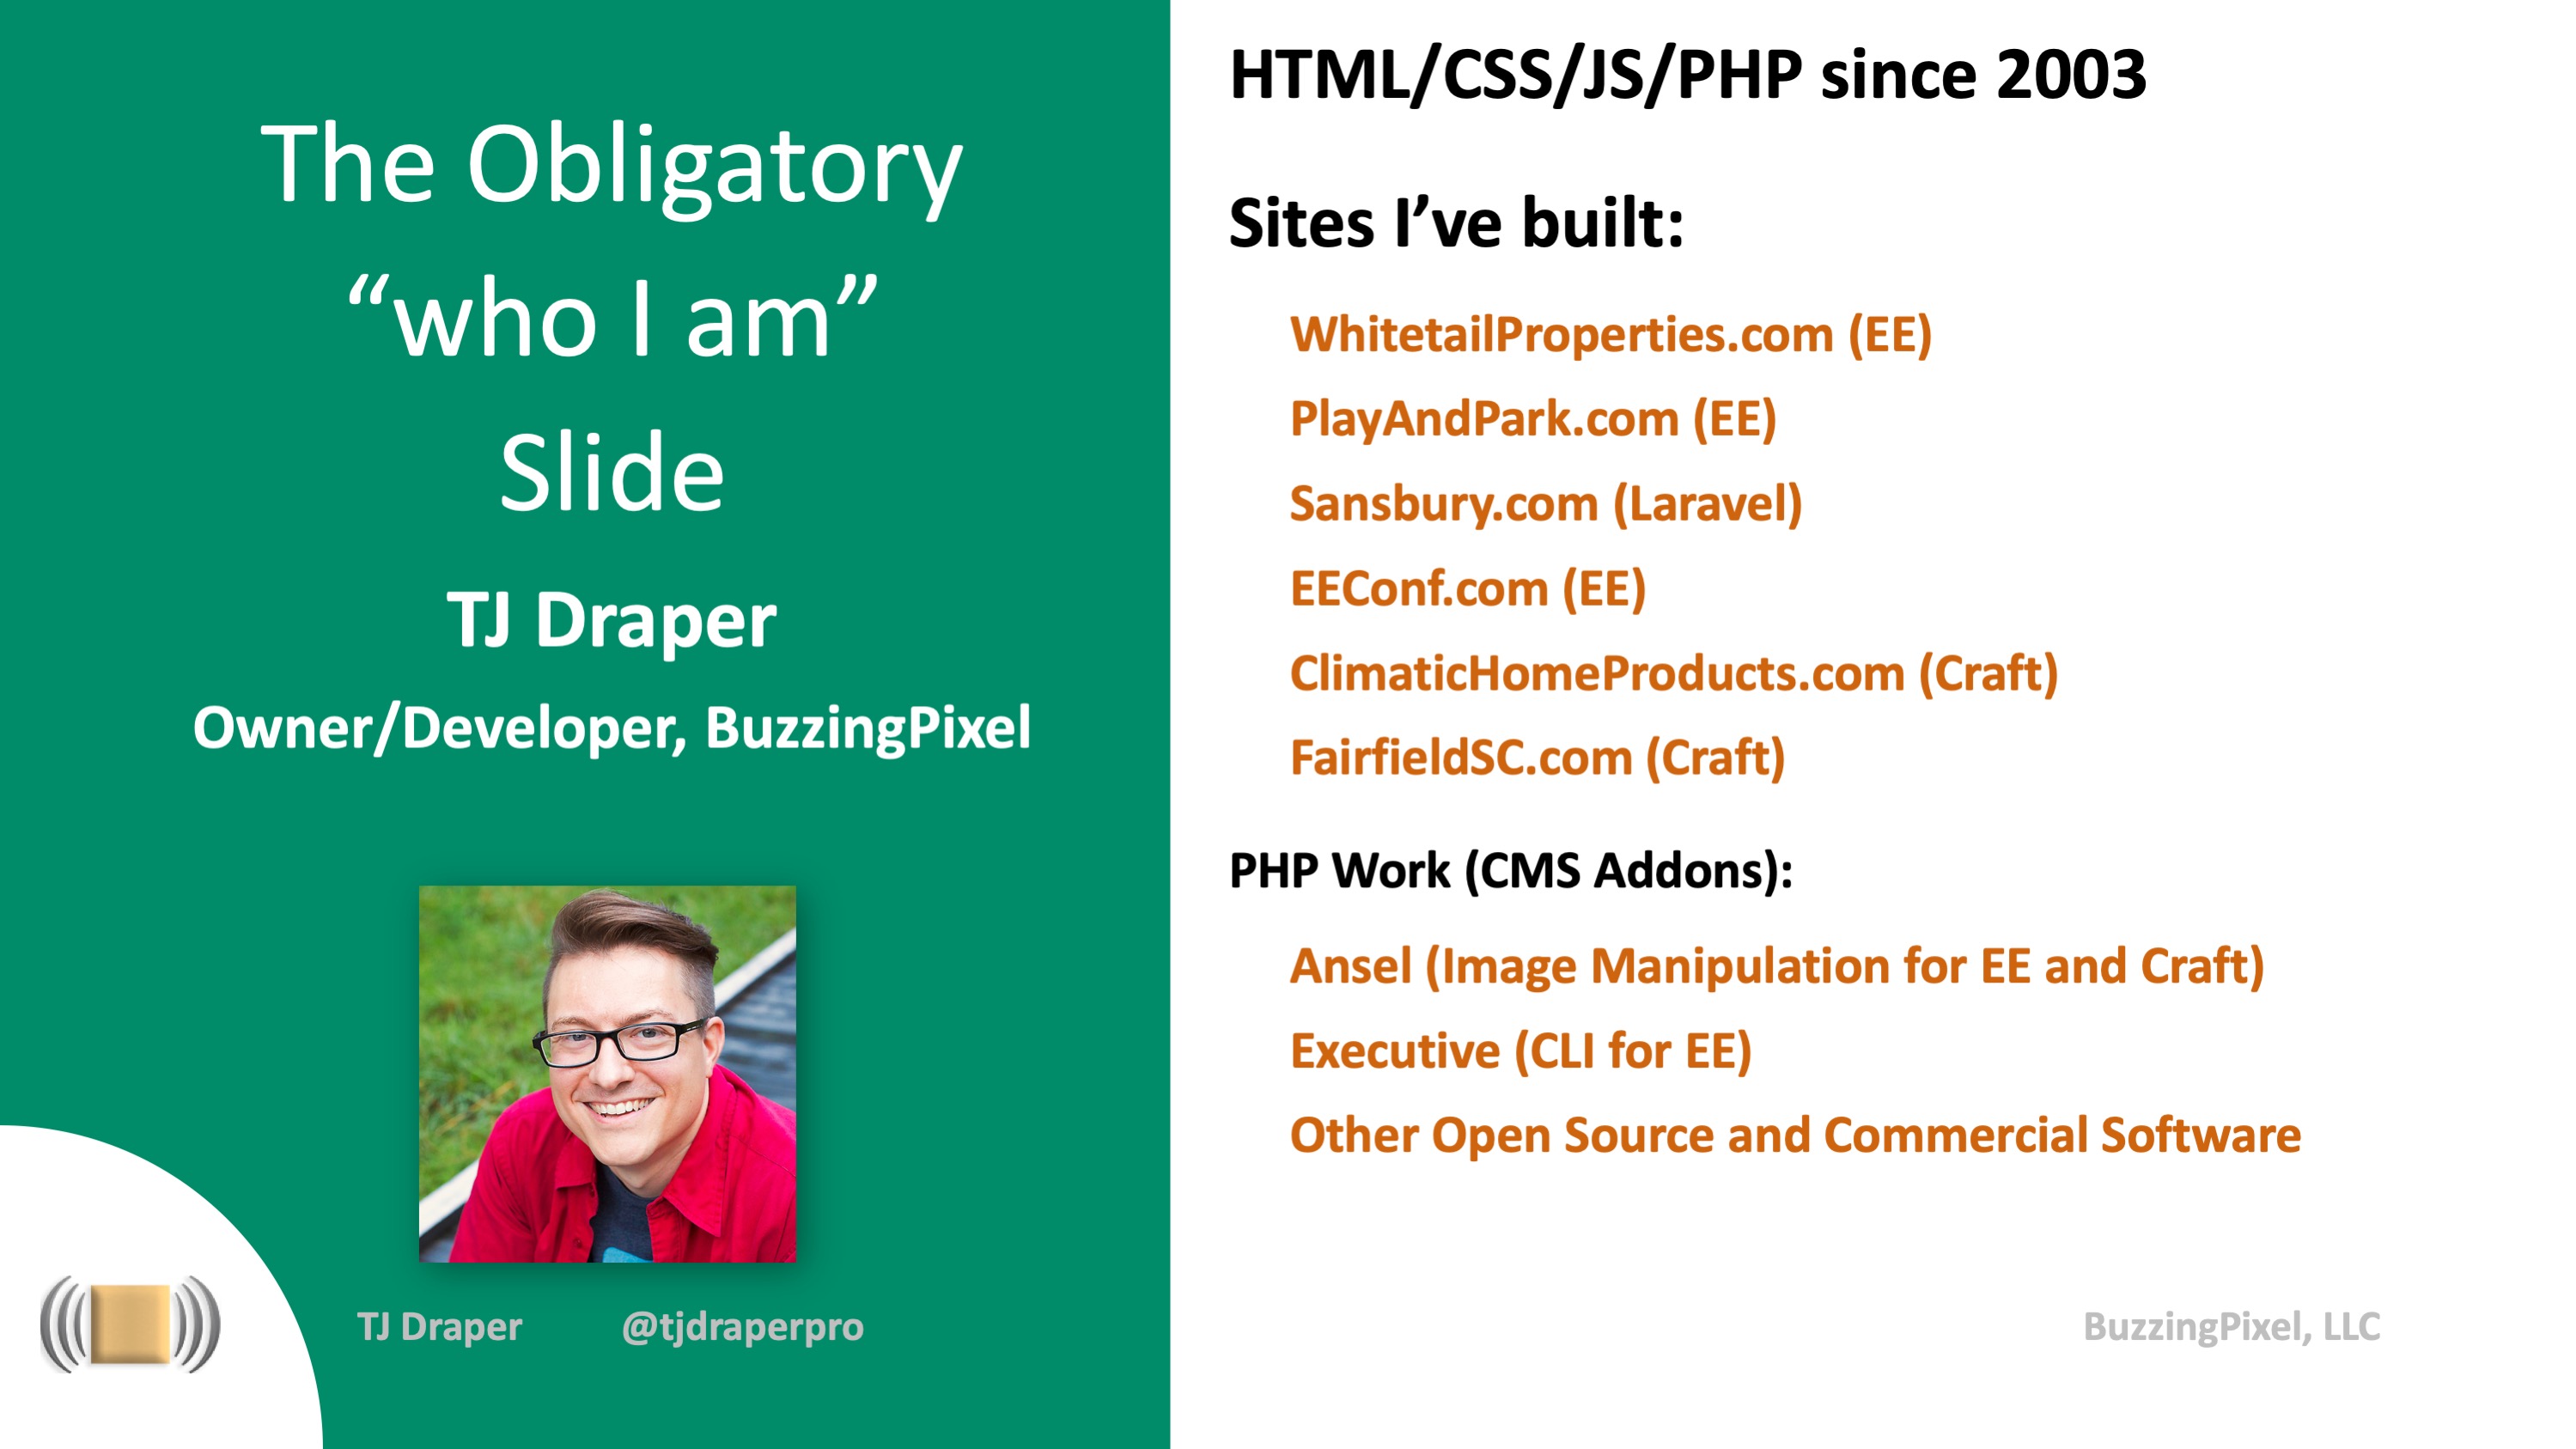 The Obligatory
“who I am”
Slide
TJ Draper
Owner/Developer, BuzzingPixel
TJ Draper @tjdraperpro
HTML/CSS/JS/PHP since 2003
Sites I’ve built:
WhitetailProperties.com (EE)
PlayAndPark.com (EE)
Sansbury.com (Laravel)
EEConf.com (EE)
ClimaticHomeProducts.com (Craft)
FairfieldSC.com (Craft)
PHP Work (CMS Addons):
Ansel (Image Manipulation for EE and Craft)
Executive (CLI for EE)
Other Open Source and Commercial Software
BuzzingPixel, LLC